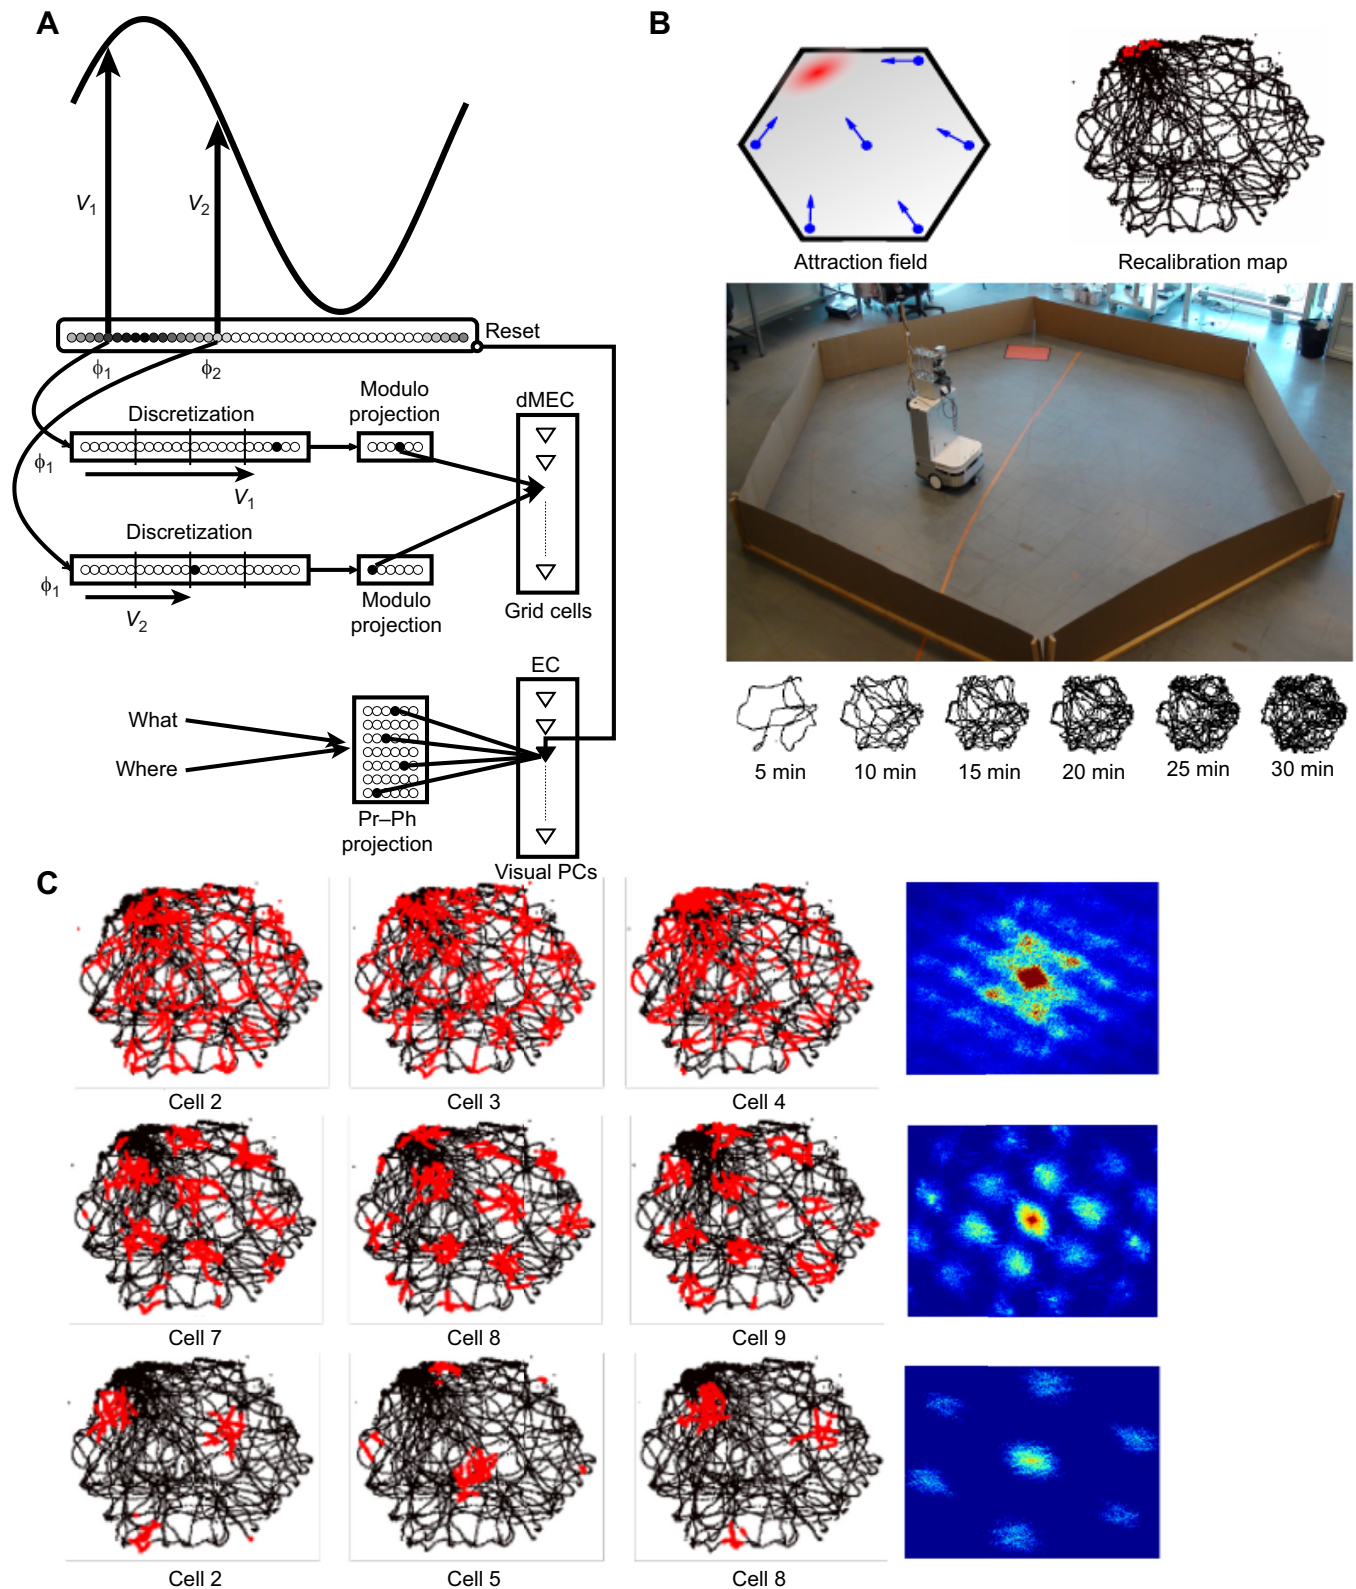 A
V1
V2
Reset
ϕ1
ϕ2
Discretization
Modulo
projection
dMEC
ϕ1
V1
Discretization
ϕ1
V2
Modulo
projection
Grid cells
EC
What
Where
Pr–Ph
projection
Visual PCs
B
Attraction field
Recalibration map
5 min
10 min
15 min
20 min
25 min
30 min
C
Cell 2
Cell 3
Cell 4
Cell 7
Cell 8
Cell 9
Cell 2
Cell 5
Cell 8